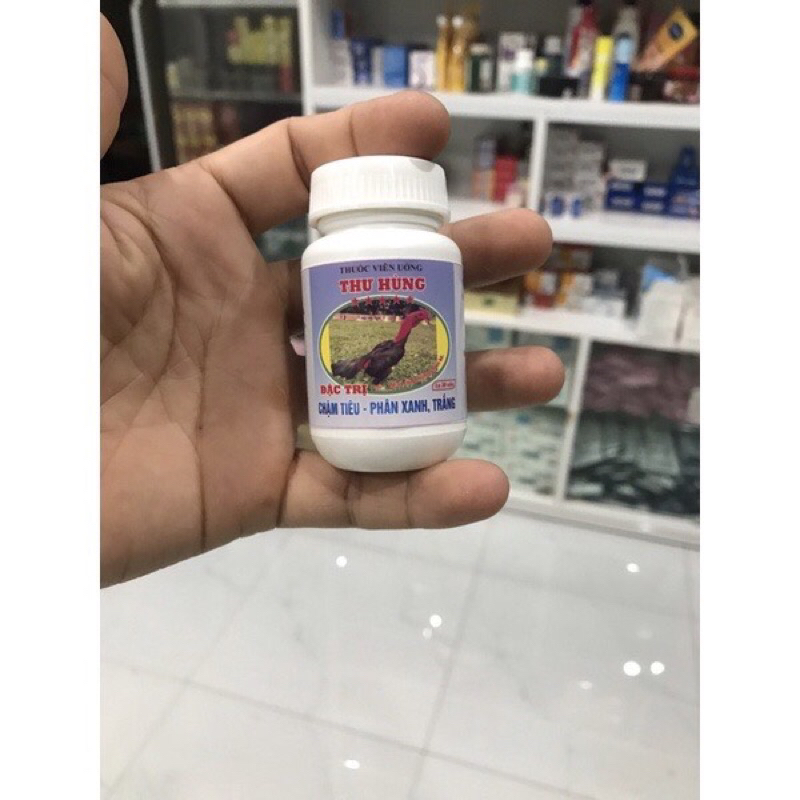 THUỐC VIÊN UỐNG
THU HÙNG
ĐẶC TRỊ
CHẬM TIÊU - PHÂN XANH, TRẮNG